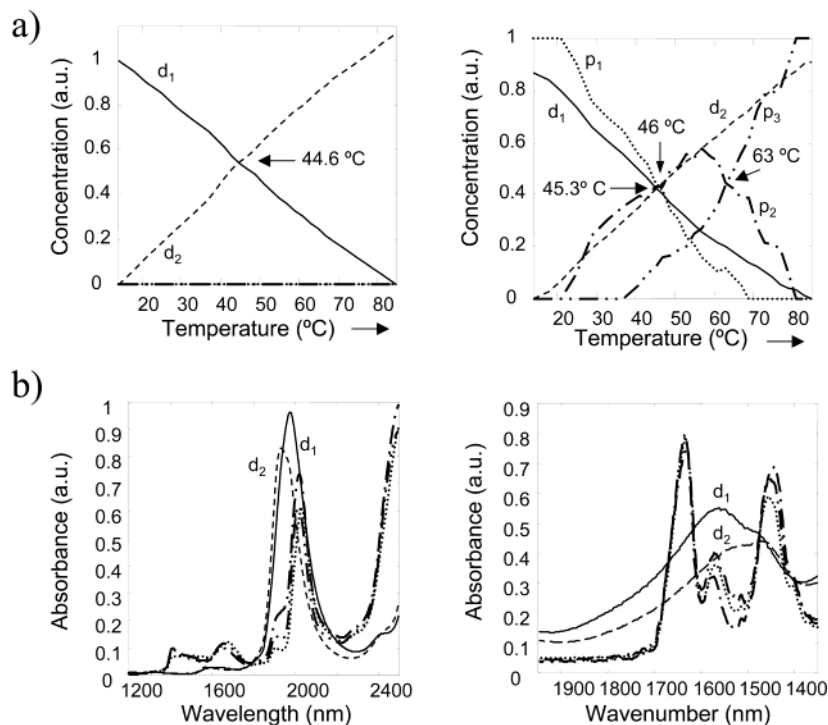 a)
1
0.8
0.6
0.4
0.2
0
Concentration (a.u.)
d1
d2
44.6 ºC
20 30 40 50 60 70 80
Temperature (ºC)
1
0.8
0.6
0.4
0.2
0
Concentration (a.u.)
p1
d1
d2
p3
46 ºC
63 ºC
45.3º C
p2
20 30 40 50 60 70 80
Temperature (ºC)
b)
1
0.9
0.8
0.7
0.6
0.5
0.4
0.3
0.2
0.1
0
Absorbance (a.u.)
d2
d1
1200 1600 2000 2400
Wavelength (nm)
0.9
0.8
0.7
0.6
0.5
0.4
0.3
0.2
0.1
0
Absorbance (a.u.)
d1
d2
1900 1800 1700 1600 1500 1400
Wavenumber (nm)